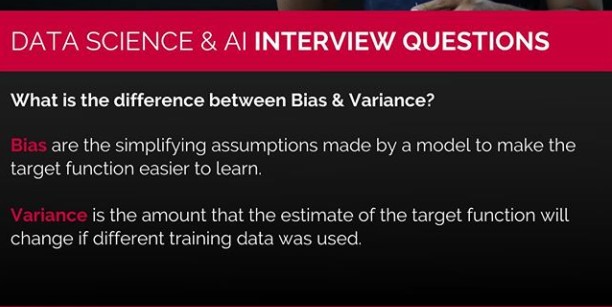 DATA SCIENCE & AI INTERVIEW QUESTIONS
What is the difference between Bias & Variance?
Bias are the simplifying assumptions made by a model to make the
target function easier to learn.
Variance is the amount that the estimate of the target function will
change if different training data was used.